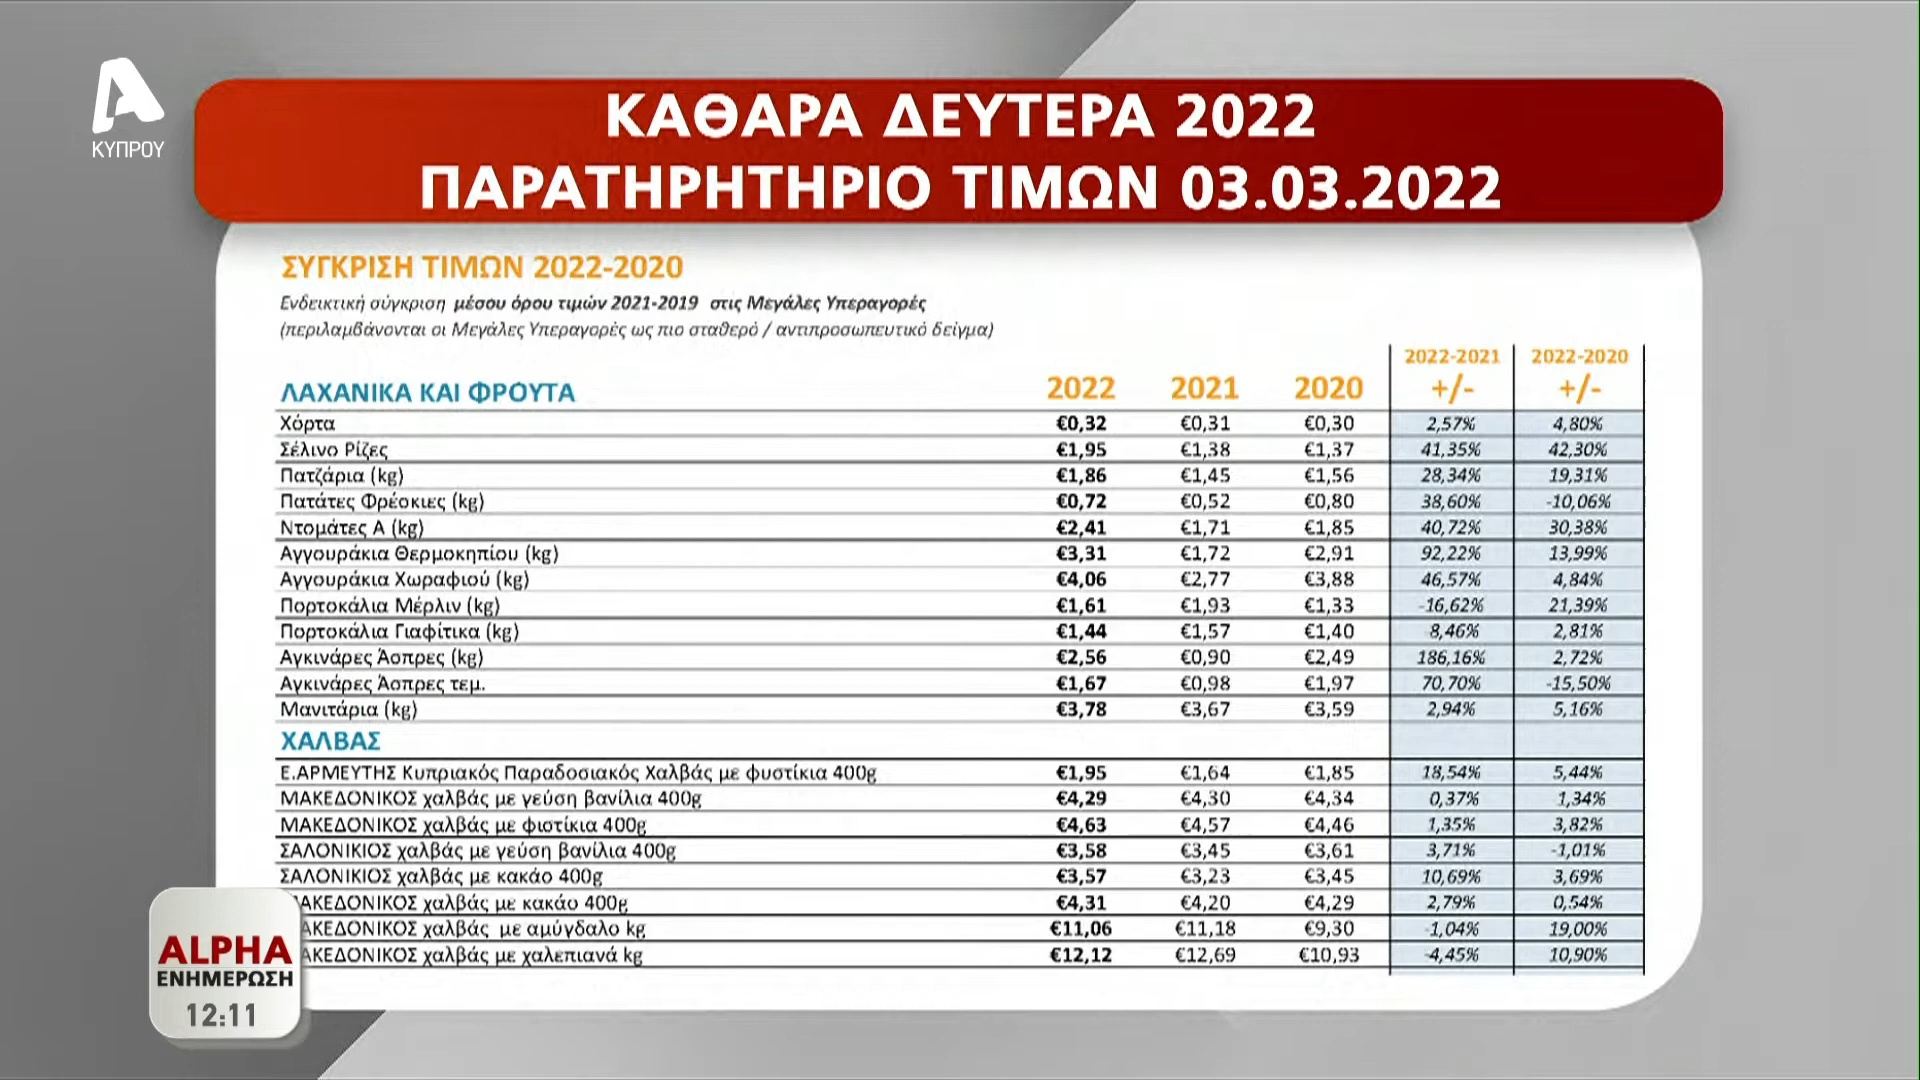 ΚΥΠΡΟΥ
ΚΑΘΑΡΑ ΔΕΥΤΕΡΑ 2022
ΠΑΡΑΤΗΡΗΤΗΡΙΟ ΤΙΜΩΝ 03.03.2022
ΣΥΓΚΡΙΣΗ ΤΙΜΩΝ 2022-2020
Ενδεικτική σύγκριση μέσου όρου τιμών 2021-2019 στις Μεγάλες Υπεραγορές
(περιλαμβάνονται οι Μεγάλες Υπεραγορές ως πιο σταθερό / αντιπροσωπευτικό δείγμα)
2022-2021 2022-2020
ΛΑΧΑΝΙΚΑ ΚΑΙ ΦΡΟΥΤΑ 2022 2021 2020 +/- +/-
Χόρτα €0,32 €0,31 €0,30 2,57% 4,80%
Σέλινο Ρίζες €1,95 €1,38 €1,37 41,35% 42,30%
Πατζάρια (kg) €1,86 €1,45 €1,56 28,34% 19,31%
Πατάτες Φρέσκιες (kg) €0,72 €0,52 €0,80 38,60% -10,06%
Ντομάτες Α (kg) €2,41 €1,71 €1,85 40,72% 30,38%
Αγγουράκια Θερμοκηπίου (kg) €3,31 €1,72 €2,91 92,22% 13,99%
Αγγουράκια Χωραφιού (kg) €4,06 €2,77 €3,88 46,57% 4,84%
Πορτοκάλια Μέρλιν (kg) €1,61 €1,93 €1,33 -16,62% 21,39%
Πορτοκάλια Γιαφίτικα (kg) €1,44 €1,57 €1,40 8,46% 2,81%
Αγκινάρες Άσπρες (kg) €2,56 €0,90 €2,49 186,16% 2,72%
Αγκινάρες Άσπρες τεμ. €1,67 €0,98 €1,97 70,70% -15,50%
Μανιτάρια (kg) €3,78 €3,67 €3,59 2,94% 5,16%
ΧΑΛΒΑΣ
Ε.ΑΡΜΕΥΤΗΣ Κυπριακός Παραδοσιακός Χαλβάς με φυστίκια 400g €1,95 €1,64 €1,85 18,54% 5,44%
ΜΑΚΕΔΟΝΙΚΟΣ χαλβάς με γεύση βανίλια 400g €4,29 €4,30 €4,34 0,37% 1,34%
ΜΑΚΕΔΟΝΙΚΟΣ χαλβάς με φιστίκια 400g €4,63 €4,57 €4,46 1,35% 3,82%
ΣΑΛΟΝΙΚΙΟΣ χαλβάς με γεύση βανίλια 400g €3,58 €3,45 €3,61 3,71% -1,01%
ΣΑΛΟΝΙΚΙΟΣ χαλβάς με κακάο 400g €3,57 €3,23 €3,45 10,69% 3,69%
ΑΚΕΔΟΝΙΚΟΣ χαλβάς με κακάο 400g €4,31 €4,20 €4,29 2,79% 0,54%
ΑΚΕΔΟΝΙΚΟΣ χαλβάς με αμύγδαλο kg €11,06 €11,18 €9,30 -1,04% 19,00%
ΑΚΕΔΟΝΙΚΟΣ χαλβάς με χαλεπιανά kg €12,12 €12,69 €10,93 -4,45% 10,90%
ALPHA
ΕΝΗΜΕΡΩΣΗ
12:11